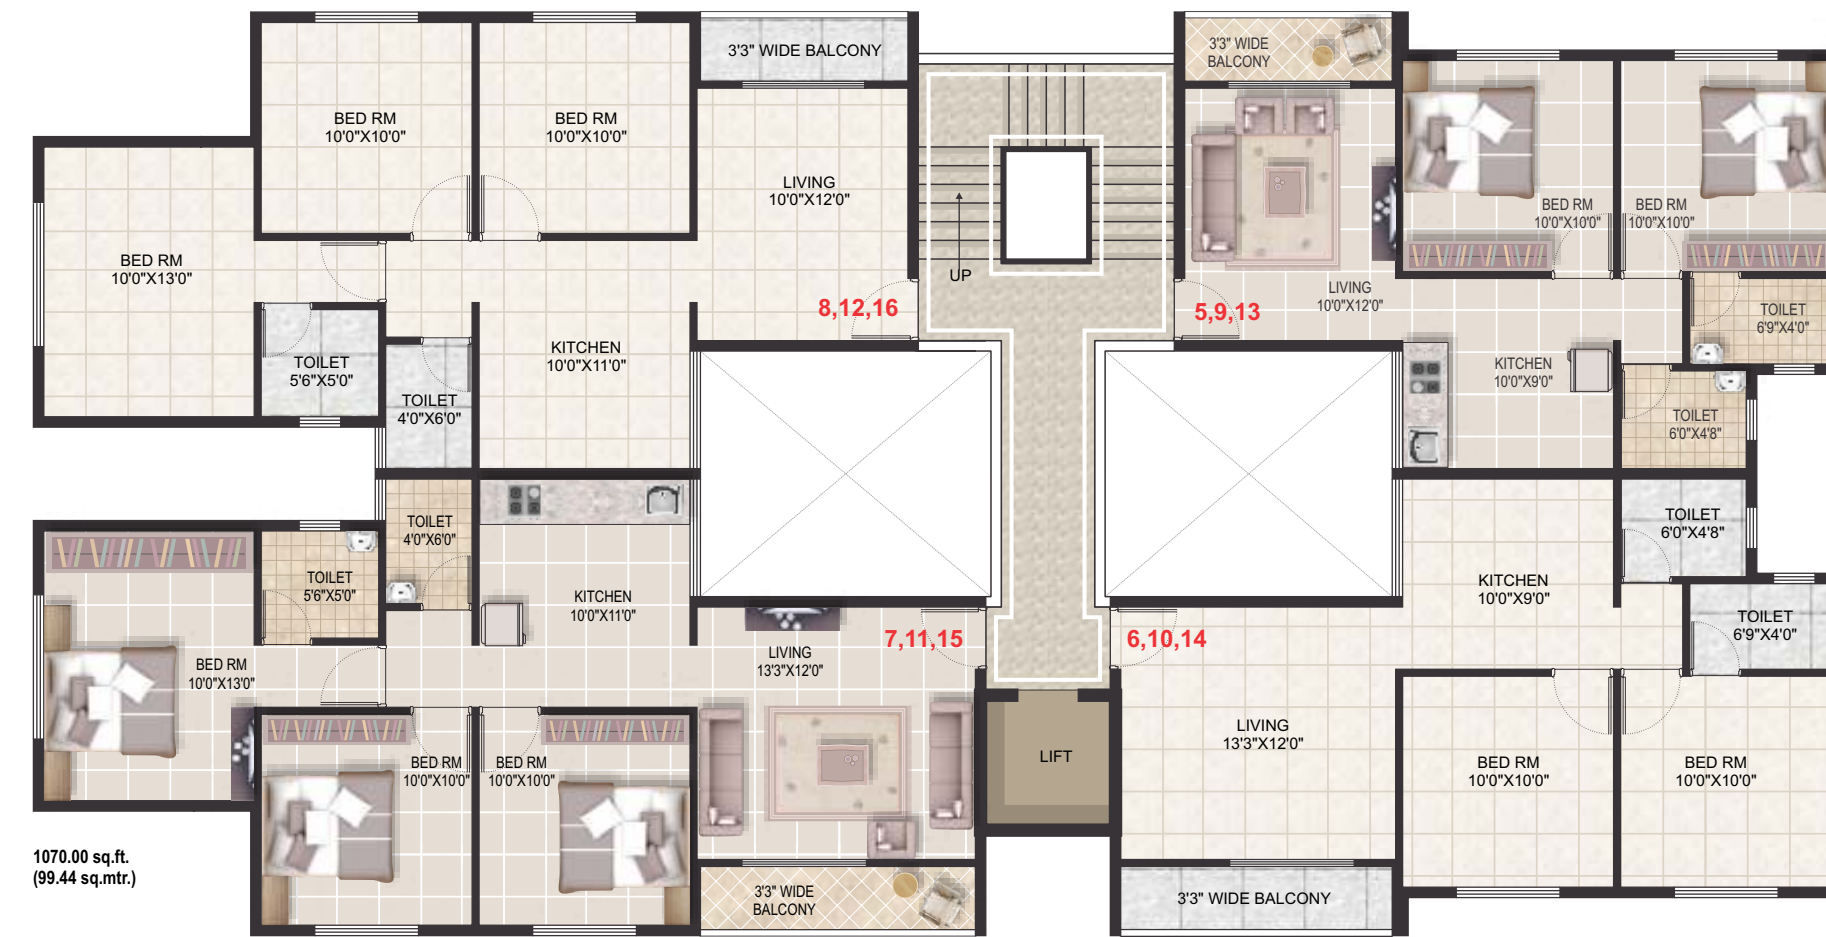 3'3" WIDE BALCONY
3'3" WIDE
BALCONY
BED RM
10'0"X10'0"
BED RM
10'0"X10'0"
LIVING
10'0"X12'0"
BED RM
10'0"X10'0"
BED RM
10'0"X10'0"
BED RM
10'0"X13'0"
UP
LIVING
10'0"X12'0"
8,12,16
5,9,13
TOILET
6'9"X4'0"
TOILET
5'6"X5'0"
KITCHEN
10'0"X11'0"
KITCHEN
10'0"X9'0"
TOILET
4'0"X6'0"
TOILET
6'0"X4'8"
TOILET
4'0"X6'0"
TOILET
6'0"X4'8"
TOILET
5'6"X5'0"
KITCHEN
10'0"X11'0"
KITCHEN
10'0"X9'0"
TOILET
6'9"X4'0"
7,11,15
6,10,14
BED RM
10'0"X13'0"
LIVING
13'3"X12'0"
LIVING
13'3"X12'0"
LIFT
BED RM
10'0"X10'0"
BED RM
10'0"X10'0"
BED RM
10'0"X10'0"
BED RM
10'0"X10'0"
1070.00 sq.ft.
(99.44 sq.mtr.)
3'3" WIDE
BALCONY
3'3" WIDE BALCONY